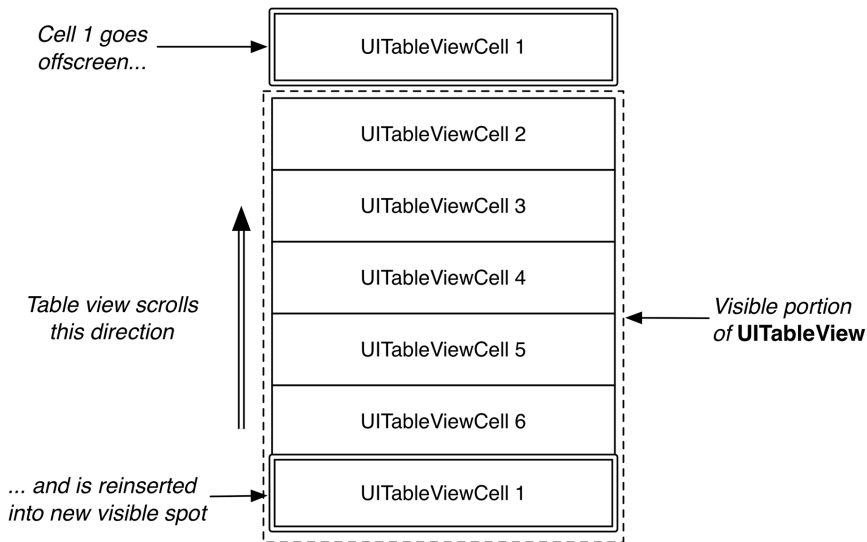 Cell 1 goes
offscreen...
UITableViewCell 1
UITableViewCell 2
UITableViewCell 3
UITableViewCell 4
Table view scrolls
this direction
Visible portion
of UITableView
UITableViewCell 5
UITableViewCell 6
... and is reinserted
into new visible spot
UITableViewCell 1